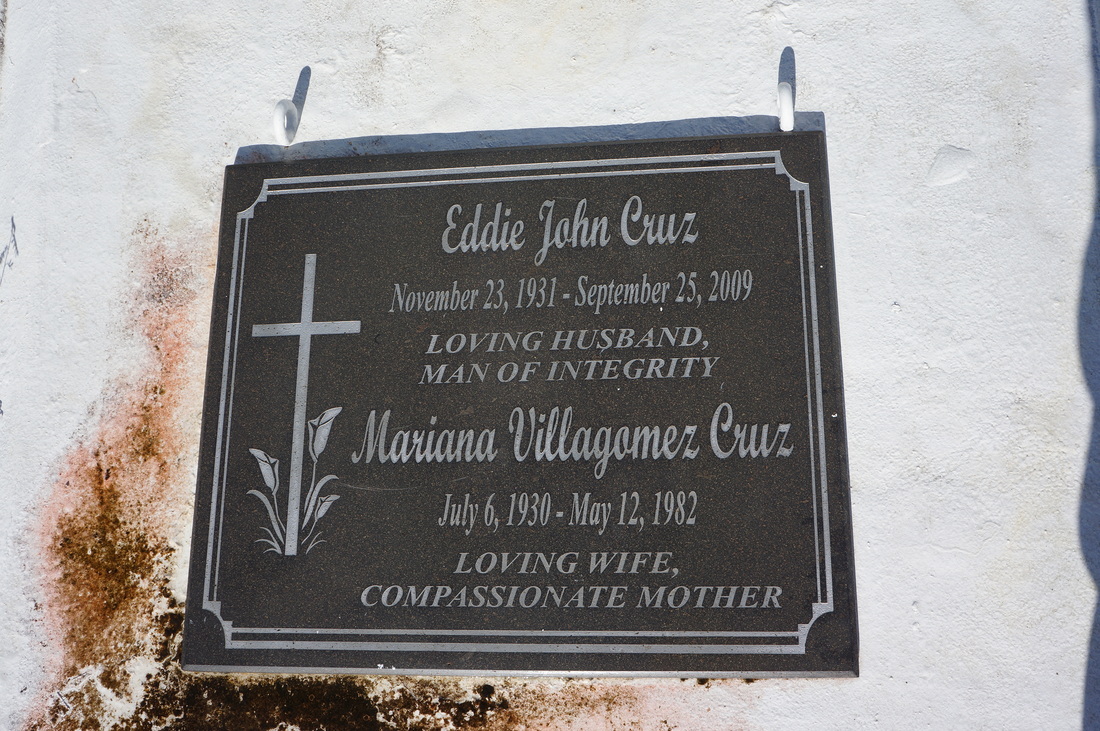 Eddie John Cruz
November 23, 1931 - September 25, 2009
LOVING HUSBAND,
MAN OF INTEGRITY
Mariana Villagomez Cruz
July 6, 1930 - May 12, 1982
LOVING WIFE,
COMPASSIONATE MOTHER